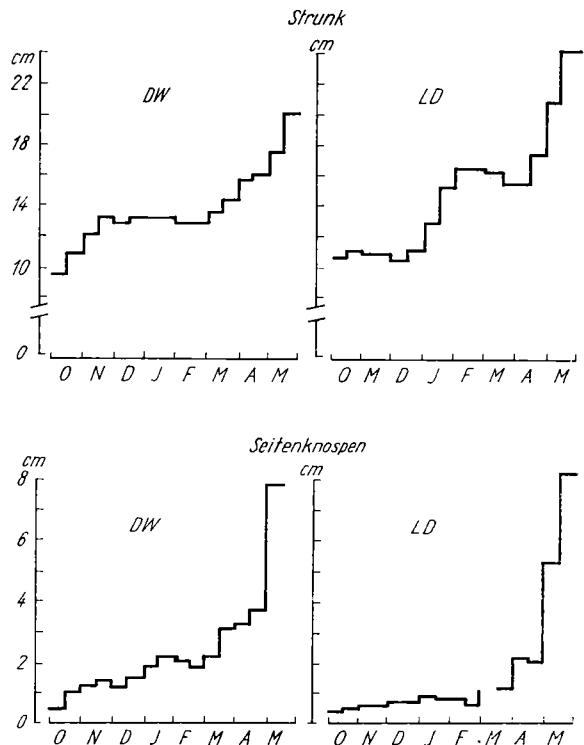 Strunk
cm
cm
22
DW
LD
18
14
10
0
O N D J F M A M
O M D J F M A M
Seitenknospen
cm
cm
8
DW
LD
6
4
2
0
O N D J F M A M
O N D J F M A M